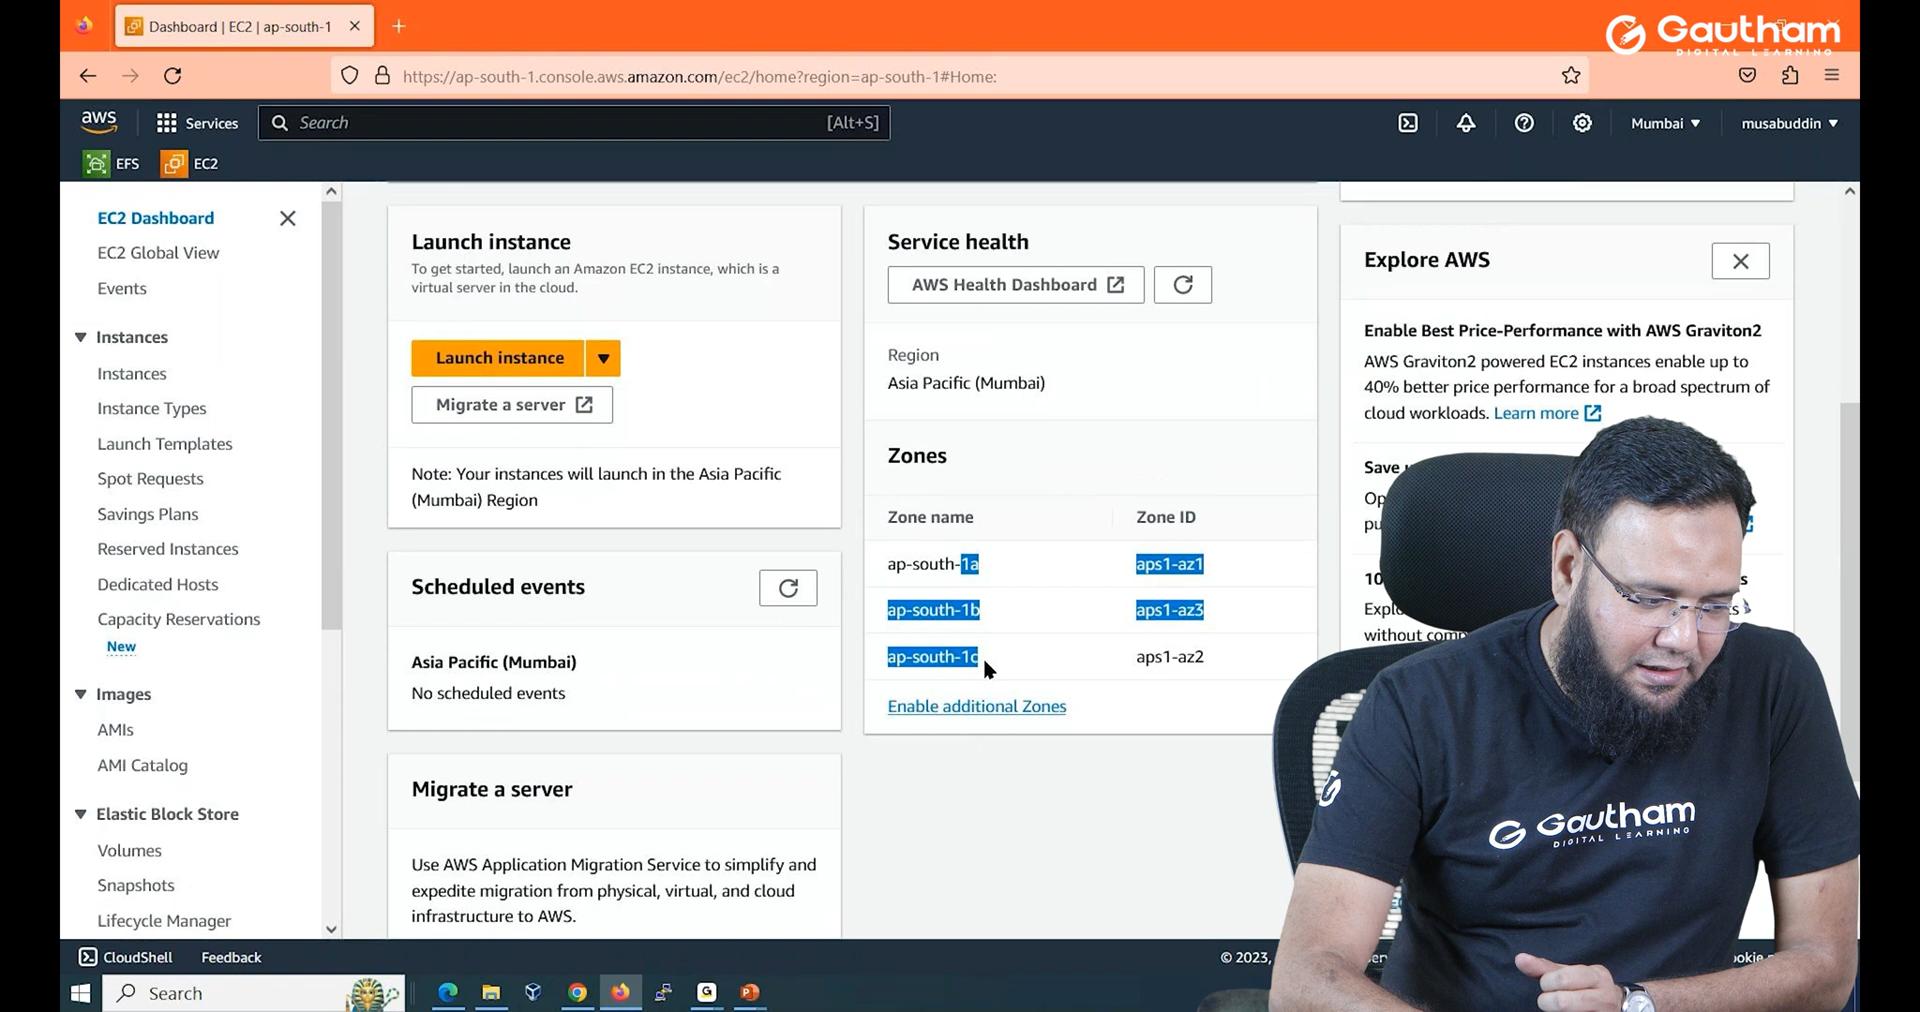 Dashboard | EC2 | ap-south-1
Gautham
DIGITAL LEARNING
https://ap-south-1.console.aws.amazon.com/ec2/home?region=ap-south-1#Home:
aws
Services
Search
[Alt+S]
Mumbai
musabuddin
EFS
EC2
EC2 Dashboard
EC2 Global View
Events
Instances
Instances
Instance Types
Launch Templates
Spot Requests
Savings Plans
Reserved Instances
Dedicated Hosts
Capacity Reservations
New
Images
AMIs
AMI Catalog
Elastic Block Store
Volumes
Snapshots
Lifecycle Manager
Launch instance
To get started, launch an Amazon EC2 instance, which is a
virtual server in the cloud.
Launch instance
Migrate a server
Note: Your instances will launch in the Asia Pacific
(Mumbai) Region
Scheduled events
Asia Pacific (Mumbai)
No scheduled events
Migrate a server
Use AWS Application Migration Service to simplify and
expedite migration from physical, virtual, and cloud
infrastructure to AWS.
Service health
AWS Health Dashboard
Region
Asia Pacific (Mumbai)
Zones
Zone name Zone ID
ap-south-1a aps1-az1
ap-south-1b aps1-az3
ap-south-1c aps1-az2
Enable additional Zones
Explore AWS
Enable Best Price-Performance with AWS Graviton2
AWS Graviton2 powered EC2 instances enable up to
40% better price performance for a broad spectrum of
cloud workloads. Learn more
Save
10
without
Gautham
DIGITAL LEARNING
CloudShell
Feedback
© 2023,
Search